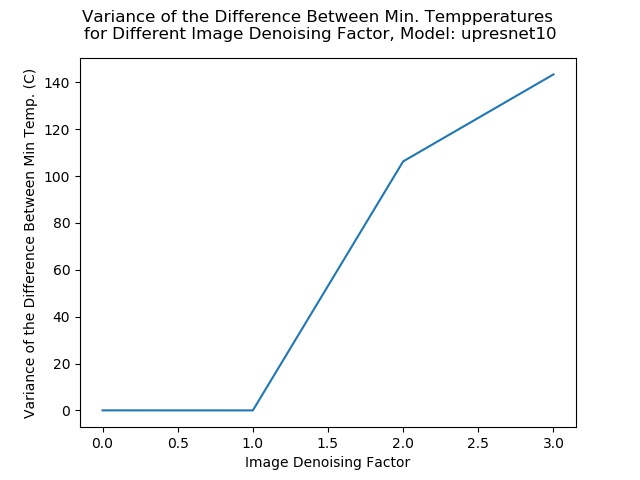 Variance of the Difference Between Min. Tempperatures
for Different Image Denoising Factor, Model: upresnet10
Variance of the Difference Between Min Temp. (C)
140
120
100
80
60
40
20
0
0.0 0.5 1.0 1.5 2.0 2.5 3.0
Image Denoising Factor